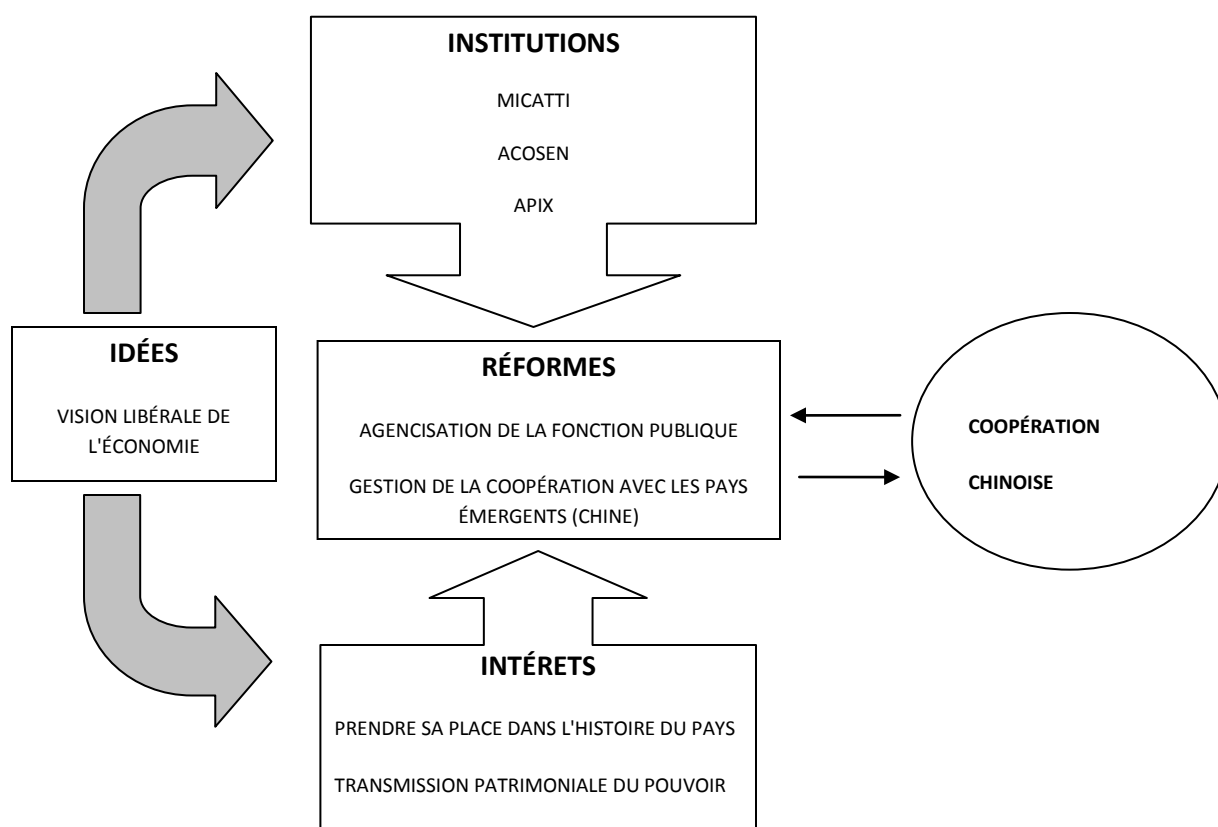 INSTITUTIONS
MICATTI
ACOSEN
APIX
IDÉES
VISION LIBÉRALE DE
L'ÉCONOMIE
RÉFORMES
AGENCISATION DE LA FONCTION PUBLIQUE
GESTION DE LA COOPÉRATION AVEC LES PAYS
ÉMERGENTS (CHINE)
COOPÉRATION
CHINOISE
INTÉRETS
PRENDRE SA PLACE DANS L'HISTOIRE DU PAYS
TRANSMISSION PATRIMONIALE DU POUVOIR